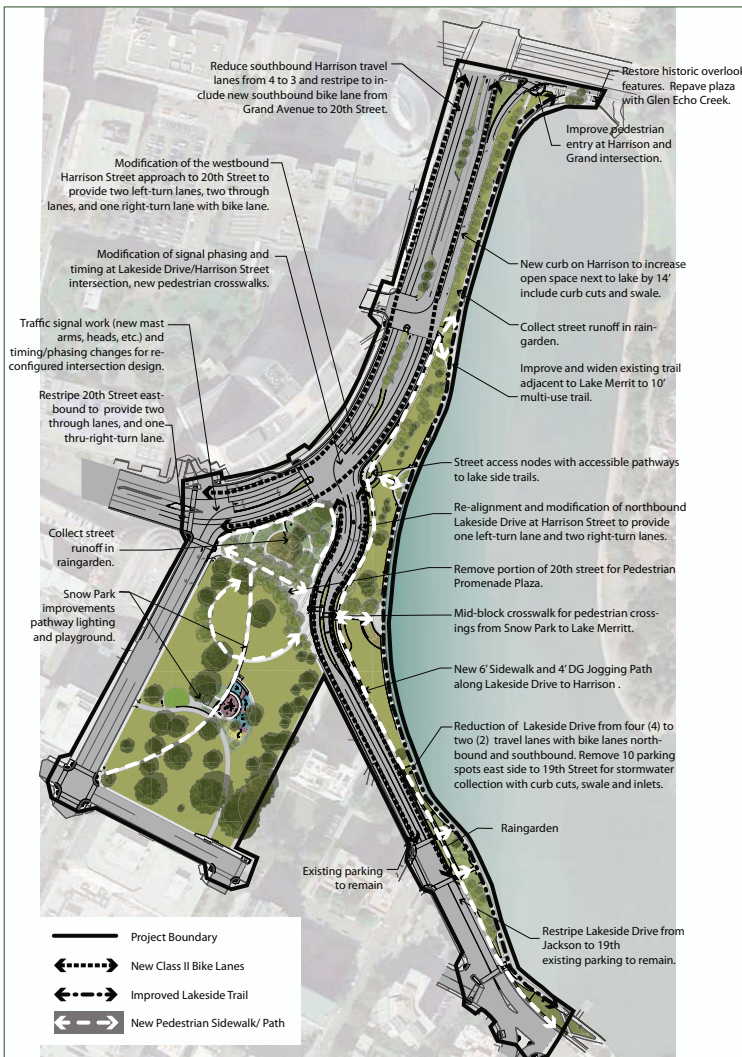 Reduce southbound Harrison travel
lanes from 4 to 3 and restripe to in-
clude new southbound bike lane from
Grand Avenue to 20th Street.
Restore historic overlook
features. Repave plaza
with Glen Echo Creek.
Improve pedestrian
entry at Harrison and
Grand intersection.
Modification of the westbound
Harrison Street approach to 20th Street to
provide two left-turn lanes, two through
lanes, and one right-turn lane with bike lane.
Modification of signal phasing and
timing at Lakeside Drive/Harrison Street
intersection, new pedestrian crosswalks.
New curb on Harrison to increase
open space next to lake by 14'
include curb cuts and swale.
Traffic signal work (new mast
arms, heads, etc.) and
timing/phasing changes for re-
configured intersection design.
Collect street runoff in rain-
garden.
Improve and widen existing trail
adjacent to Lake Merrit to 10'
multi-use trail.
Restripe 20th Street east-
bound to provide two
through lanes, and one
thru-right-turn lane.
Street access nodes with accessible pathways
to lake side trails.
Re-alignment and modification of northbound
Lakeside Drive at Harrison Street to provide
one left-turn lane and two right-turn lanes.
Collect street
runoff in
raingarden.
Remove portion of 20th street for Pedestrian
Promenade Plaza.
Snow Park
improvements
pathway lighting
and playground.
Mid-block crosswalk for pedestrian cross-
ings from Snow Park to Lake Merritt.
New 6' Sidewalk and 4' DG Jogging Path
along Lakeside Drive to Harrison .
Reduction of Lakeside Drive from four (4) to
two (2) travel lanes with bike lanes north-
bound and southbound. Remove 10 parking
spots east side to 19th Street for stormwater
collection with curb cuts, swale and inlets.
Raingarden
Existing parking
to remain
Restripe Lakeside Drive from
Jackson to 19th
existing parking to remain.
Project Boundary
New Class II Bike Lanes
Improved Lakeside Trail
New Pedestrian Sidewalk/ Path